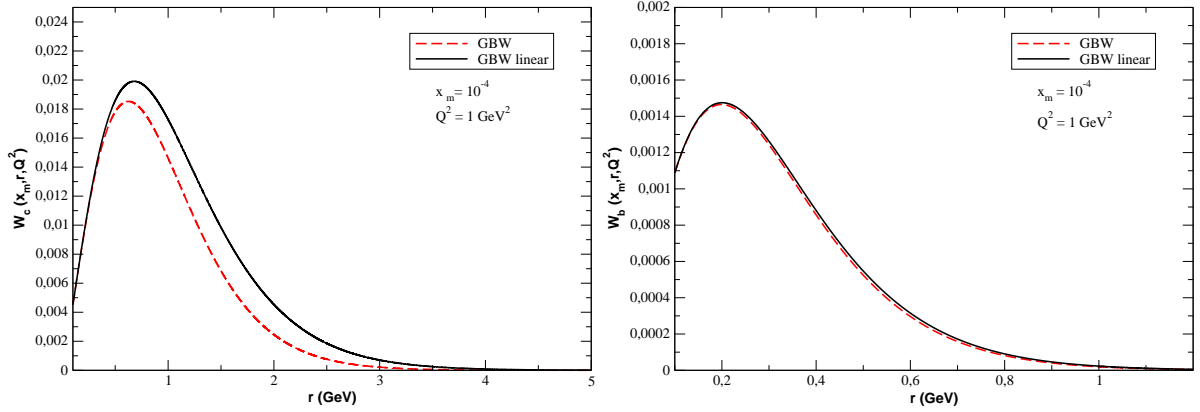 0,024
0,022
0,02
0,018
0,016
0,014
0,012
0,01
0,008
0,006
0,004
0,002
0
W_c (x_m,r,Q^2)
GBW
GBW linear
x_m = 10^-4
Q^2 = 1 GeV^2
1
2
3
4
5
r (GeV)
0,002
0,0018
0,0016
0,0014
0,0012
0,001
0,0008
0,0006
0,0004
0,0002
0
W_b (x_m,r,Q^2)
GBW
GBW linear
x_m = 10^-4
Q^2 = 1 GeV^2
0,2
0,4
0,6
0,8
1
r (GeV)